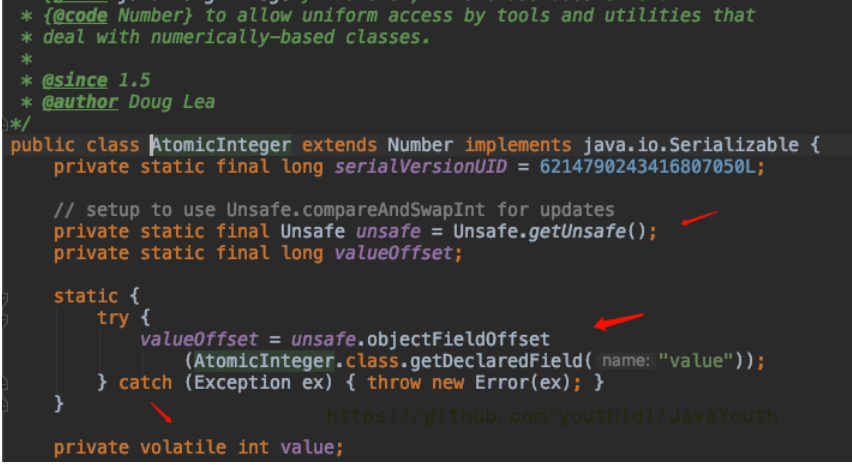 * {@code Number} to allow uniform access by tools and utilities that
* deal with numerically-based classes.
*
* @since 1.5
* @author Doug Lea
*/
public class AtomicInteger extends Number implements java.io.Serializable {
private static final long serialVersionUID = 6214790243416807050L;
// setup to use Unsafe.compareAndSwapInt for updates
private static final Unsafe unsafe = Unsafe.getUnsafe();
private static final long valueOffset;
static {
try {
valueOffset = unsafe.objectFieldOffset
(AtomicInteger.class.getDeclaredField( name: "value"));
} catch (Exception ex) { throw new Error(ex); }
}
https://github.com/youthlql/JavaYouth
private volatile int value;